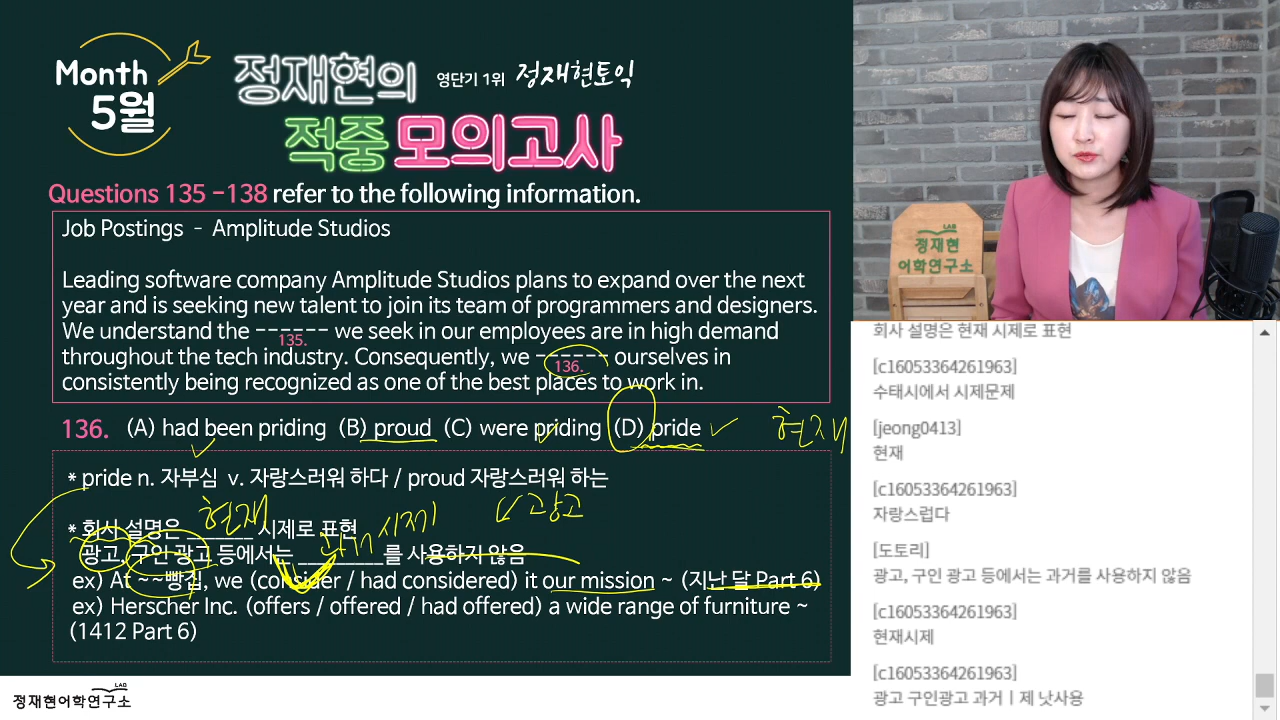 Month
5월
정재현의
영단기 1위 정재현토익
적중 모의고사
Questions 135 –138 refer to the following information.
Job Postings - Amplitude Studios
Leading software company Amplitude Studios plans to expand over the next
year and is seeking new talent to join its team of programmers and designers.
We understand the ------ we seek in our employees are in high demand
135.
throughout the tech industry. Consequently, we ------ ourselves in
136.
consistently being recognized as one of the best places to work in.
136. (A) had been priding (B) proud (C) were priding (D) pride
현재
* pride n. 자부심 v. 자랑스러워 하다 / proud 자랑스러워 하는
현재
시제
광고
* 회사 설명은 ______ 시제로 표현
과거
광고, 구인 광고 등에서는 ________를 사용하지 않음
ex) At ~~빵집, we (consider / had considered) it our mission ~ (지난 달 Part 6)
ex) Herscher Inc. (offers / offered / had offered) a wide range of furniture ~
(1412 Part 6)
LAB
정재현어학연구소
LAB
정재현
어학연구소
회사 설명은 현재 시제로 표현
[c16053364261963]
수태시에서 시제문제
[jeong0413]
현재
[c16053364261963]
자랑스럽다
[도토리]
광고, 구인 광고 등에서는 과거를 사용하지 않음
[c16053364261963]
현재시제
[c16053364261963]
광고 구인광고 과거ㅣ제 낫사용